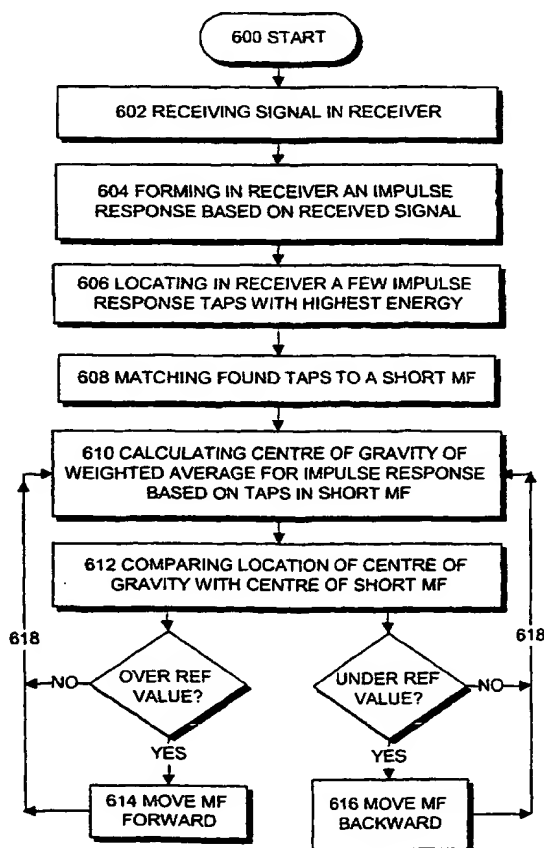 600 START
602 RECEIVING SIGNAL IN RECEIVER
604 FORMING IN RECEIVER AN IMPULSE
RESPONSE BASED ON RECEIVED SIGNAL
606 LOCATING IN RECEIVER A FEW IMPULSE
RESPONSE TAPS WITH HIGHEST ENERGY
608 MATCHING FOUND TAPS TO A SHORT MF
610 CALCULATING CENTRE OF GRAVITY OF
WEIGHTED AVERAGE FOR IMPULSE RESPONSE
BASED ON TAPS IN SHORT MF
612 COMPARING LOCATION OF CENTRE OF
GRAVITY WITH CENTRE OF SHORT MF
618
618
NO
OVER REF
VALUE?
UNDER REF
VALUE?
NO
YES
YES
614 MOVE MF
FORWARD
616 MOVE MF
BACKWARD